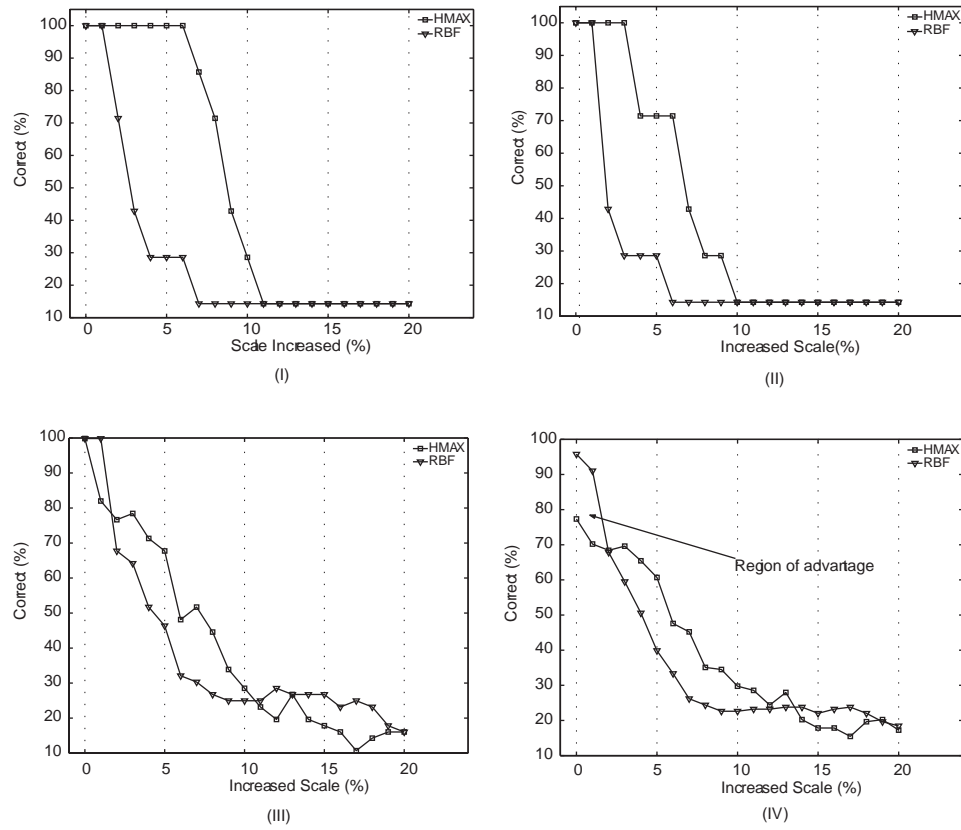 HMAX
RBF
100
90
80
70
60
50
40
30
20
10
Correct (%)
0
5
10
15
20
Scale Increased (%)
(I)
HMAX
RBF
100
90
80
70
60
50
40
30
20
10
Correct (%)
0
5
10
15
20
Increased Scale(%)
(II)
HMAX
RBF
100
90
80
70
60
50
40
30
20
10
Correct (%)
0
5
10
15
20
Increased Scale (%)
(III)
HMAX
RBF
100
90
80
70
60
50
40
30
20
10
Correct (%)
Region of advantage
0
5
10
15
20
Increased Scale (%)
(IV)